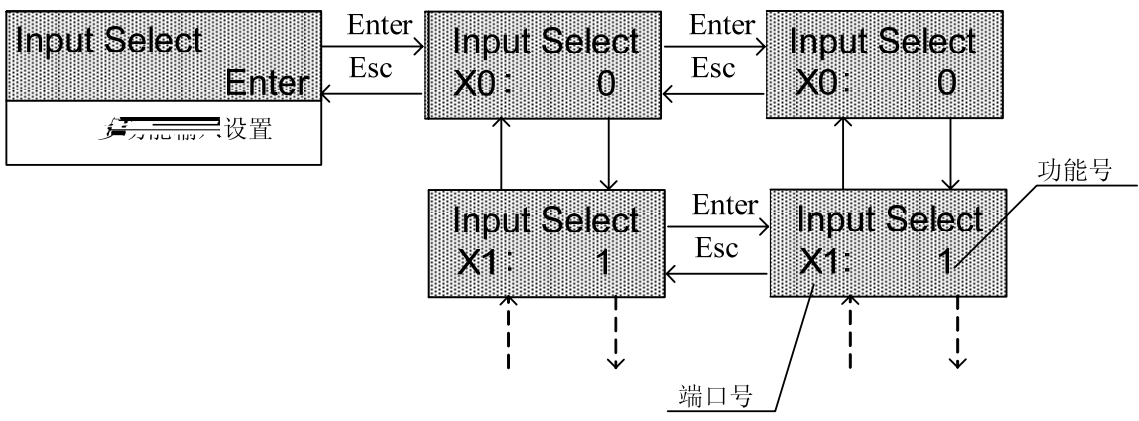 Input Select
Enter
设置
Enter
Esc
Input Select
X0: 0
Enter
Esc
Input Select
X0: 0
Input Select
X1: 1
Enter
Esc
Input Select
X1: 1
功能号
端口号